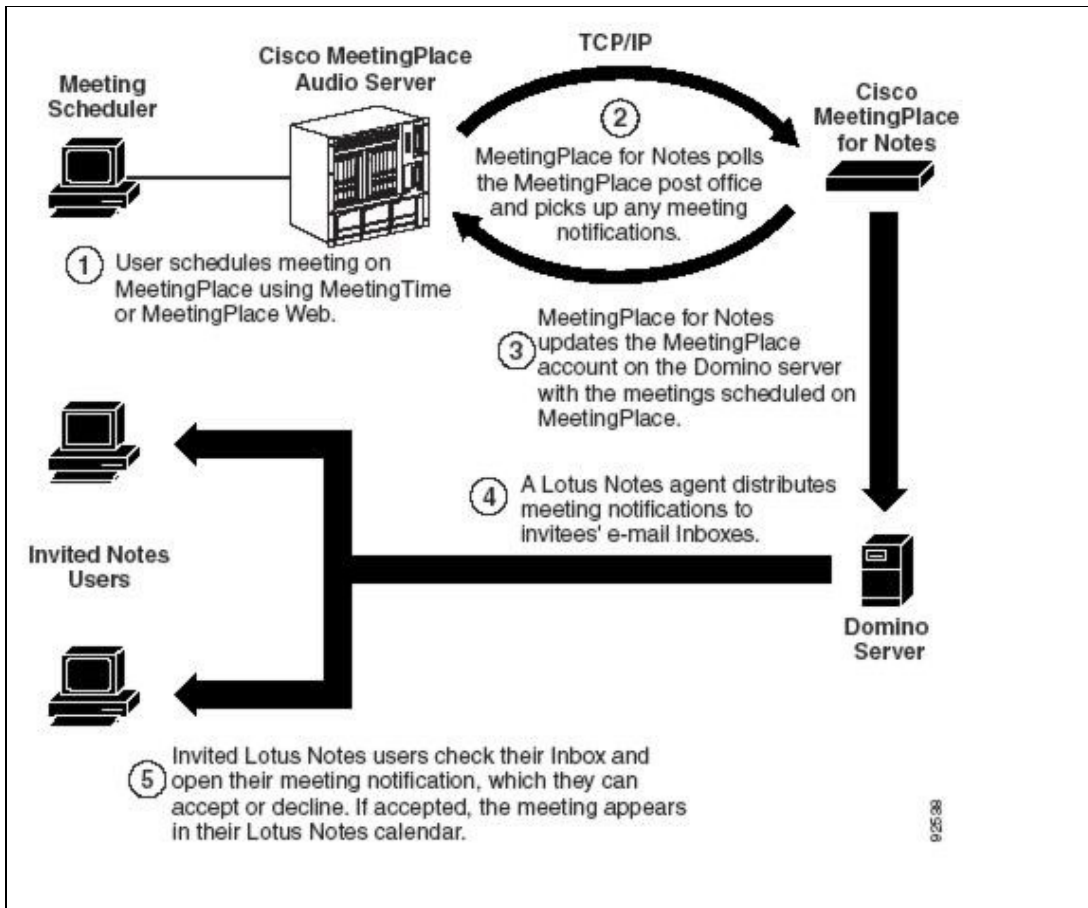 TCP/IP
Cisco MeetingPlace
Audio Server
Meeting
Scheduler
Cisco
MeetingPlace
for Notes
2
MeetingPlace for Notes polls
the MeetingPlace post office
and picks up any meeting
notifications.
1
User schedules meeting on
MeetingPlace using MeetingTime
or MeetingPlace Web.
3
MeetingPlace for Notes
updates the MeetingPlace
account on the Domino server
with the meetings scheduled on
MeetingPlace.
4
A Lotus Notes agent distributes
meeting notifications to
invitees' e-mail Inboxes.
Invited Notes
Users
Domino
Server
5
Invited Lotus Notes users check their Inbox and
open their meeting notification, which they can
accept or decline. If accepted, the meeting appears
in their Lotus Notes calendar.
92538